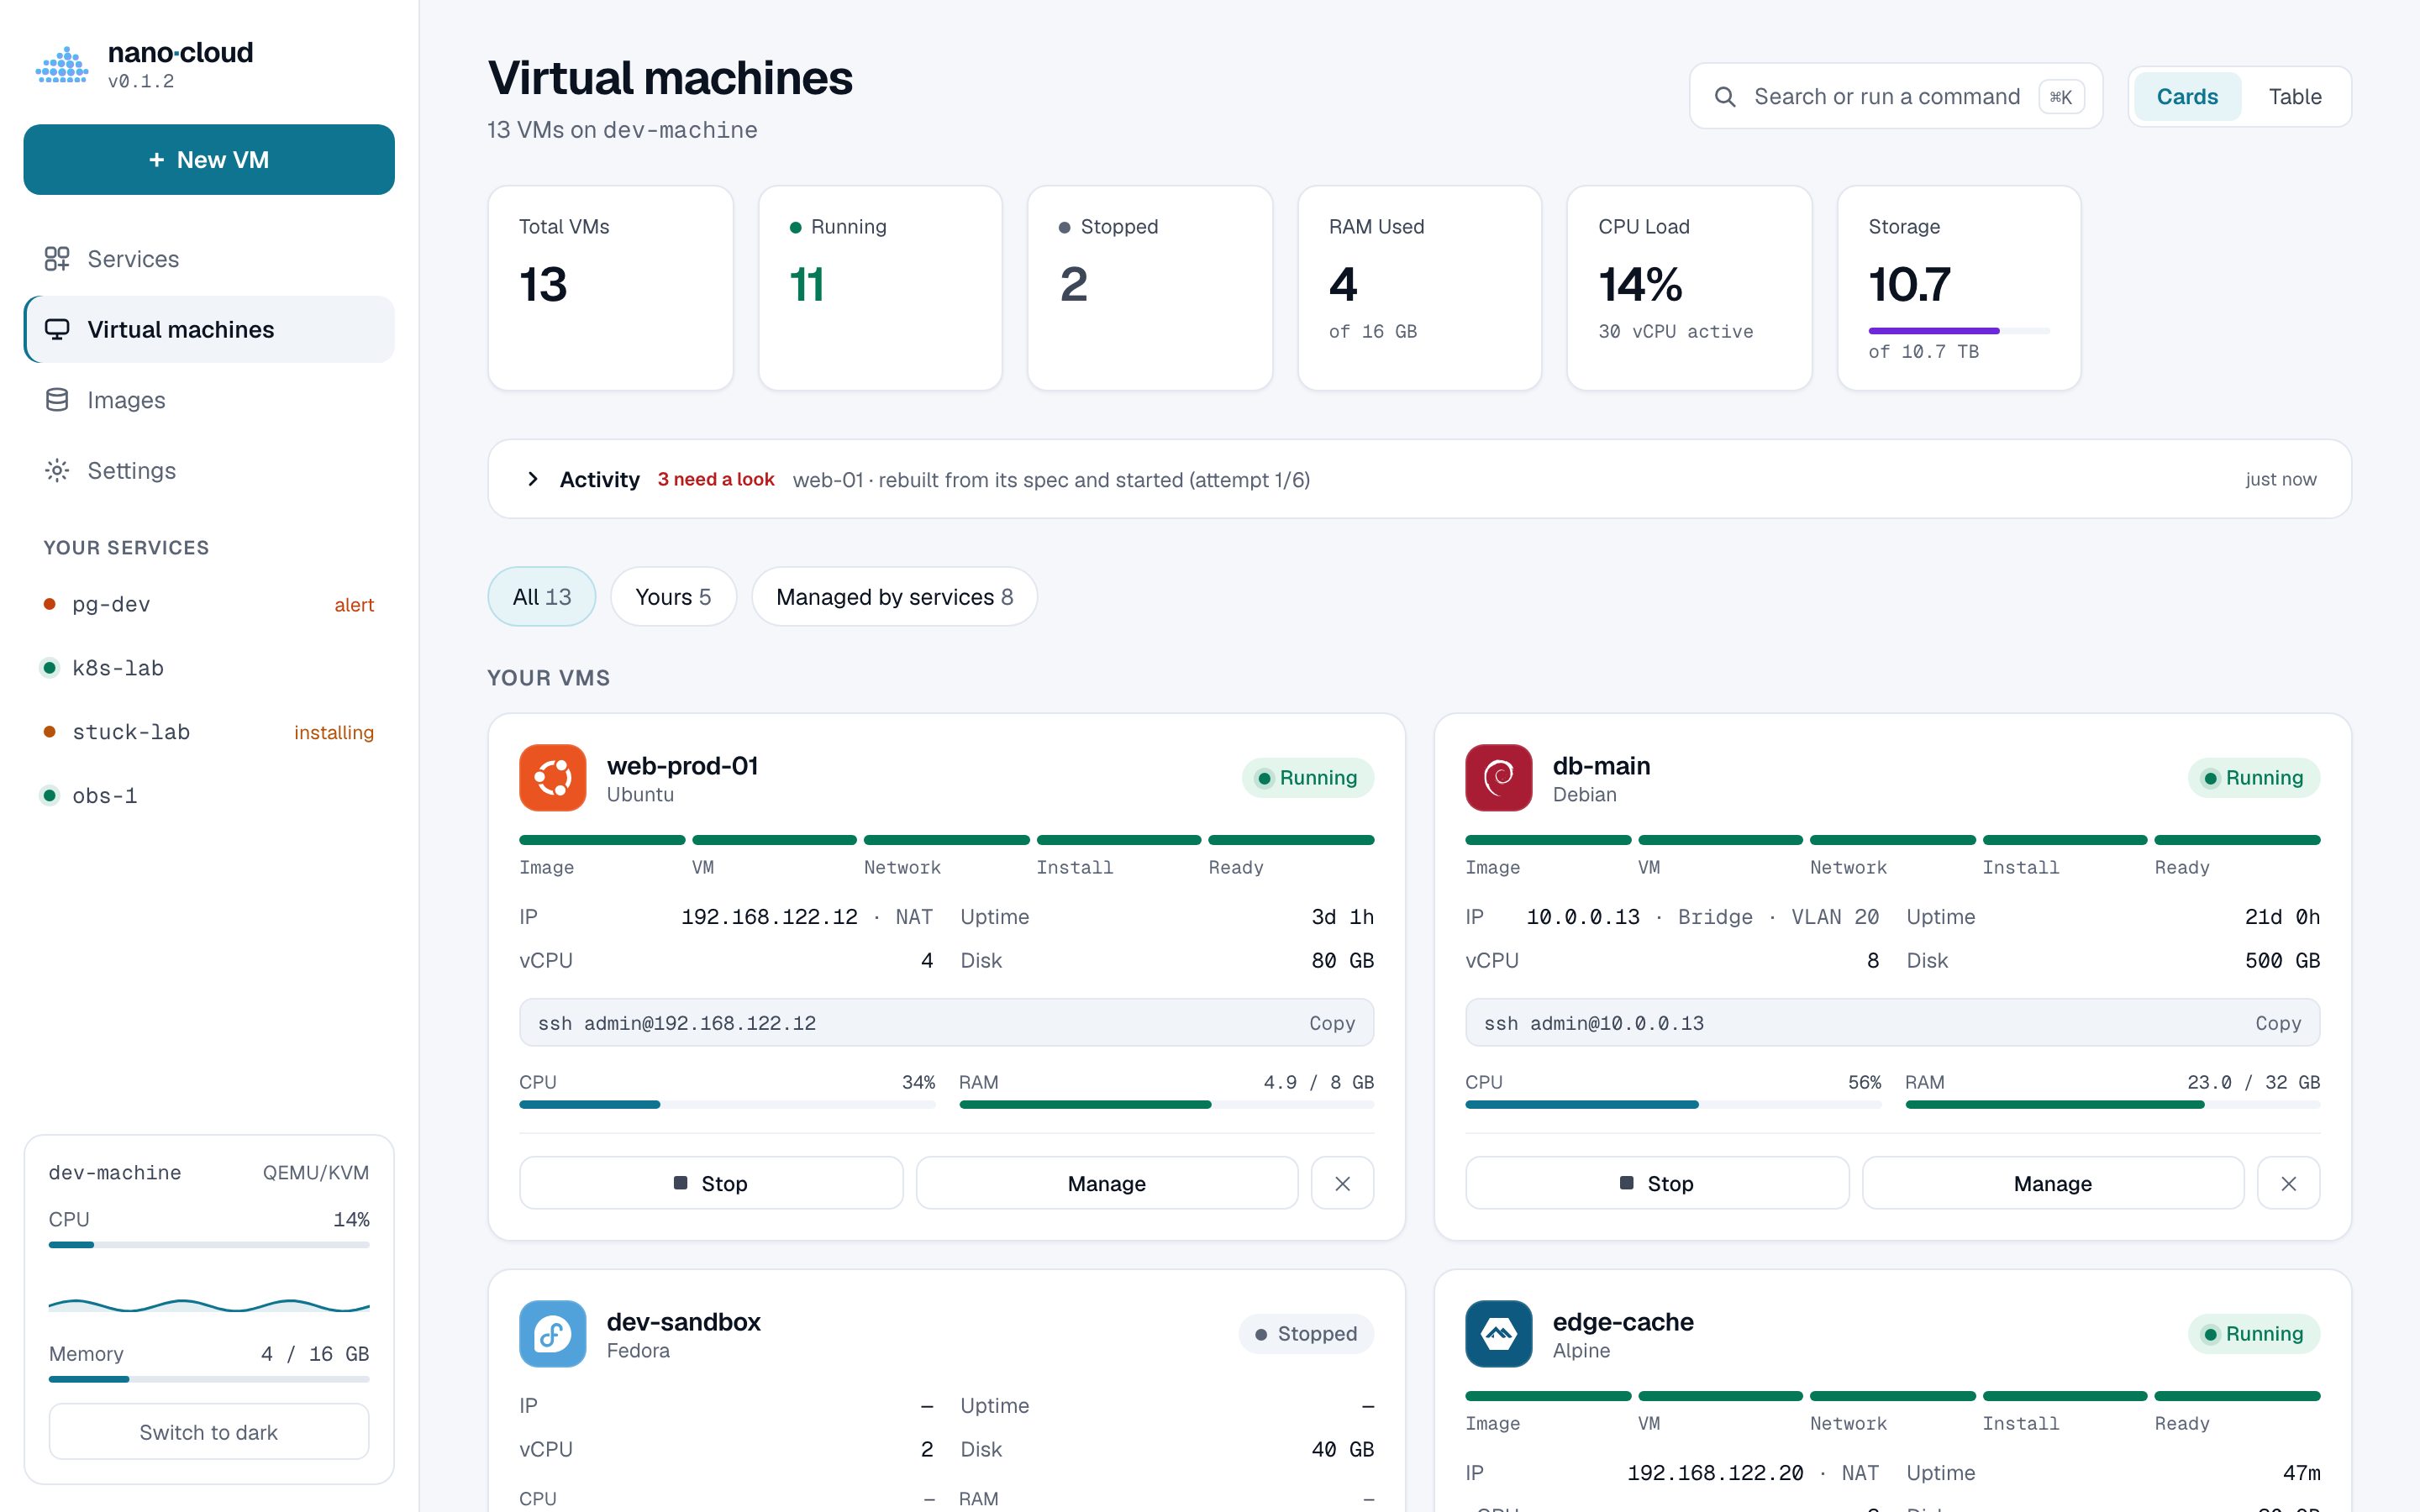 nano·cloud
v0.1.2
+ New VM
Services
Virtual machines
Images
Settings
YOUR SERVICES
pg-dev alert
k8s-lab
stuck-lab installing
obs-1
dev-machine QEMU/KVM
CPU 14%
Memory 4 / 16 GB
Switch to dark
Virtual machines
13 VMs on dev-machine
Search or run a command ⌘K
Cards Table
Total VMs
13
Running
11
Stopped
2
RAM Used
4
of 16 GB
CPU Load
14%
30 vCPU active
Storage
10.7
of 10.7 TB
Activity 3 need a look web-01 · rebuilt from its spec and started (attempt 1/6) just now
All 13 Yours 5 Managed by services 8
YOUR VMS
web-prod-01
Ubuntu
Running
Image VM Network Install Ready
IP 192.168.122.12 · NAT Uptime 3d 1h
vCPU 4 Disk 80 GB
ssh admin@192.168.122.12 Copy
CPU 34% RAM 4.9 / 8 GB
Stop Manage ×
db-main
Debian
Running
Image VM Network Install Ready
IP 10.0.0.13 · Bridge · VLAN 20 Uptime 21d 0h
vCPU 8 Disk 500 GB
ssh admin@10.0.0.13 Copy
CPU 56% RAM 23.0 / 32 GB
Stop Manage ×
dev-sandbox
Fedora
Stopped
IP – Uptime –
vCPU 2 Disk 40 GB
CPU – RAM –
edge-cache
Alpine
Running
Image VM Network Install Ready
IP 192.168.122.20 · NAT Uptime 47m